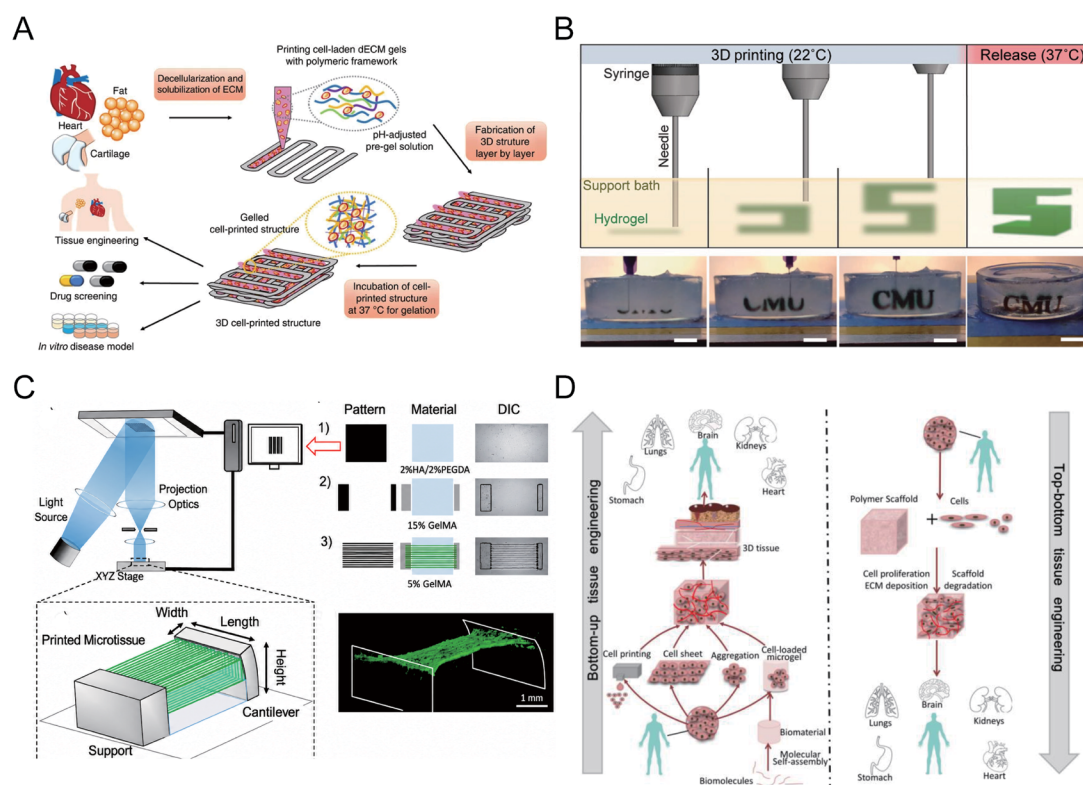 A
Decellularization and
solubilization of ECM
Printing cell-laden dECM gels
with polymeric framework
Fat
Heart
Cartilage
pH-adjusted
pre-gel solution
Fabrication of
3D struture
layer by layer
Gelled
cell-printed structure
Tissue engineering
Drug screening
In vitro disease model
3D cell-printed structure
Incubation of cell-
printed structure
at 37 °C for gelation
B
3D printing (22°C)
Release (37°C)
Syringe
Needle
Support bath
Hydrogel
CMU
CMU
CMU
CMU
C
Light
Source
Projection
Optics
XYZ Stage
Pattern
Material
DIC
1)
2%HA/2%PEGDA
2)
15% GelMA
3)
5% GelMA
Width
Length
Height
Printed Microtissue
Cantilever
Support
1 mm
D
Bottom-up tissue engineering
Lungs
Brain
Kidneys
Stomach
Heart
3D tissue
Cell printing
Cell sheet
Aggregation
Cell-loaded
microgel
Biomaterial
Molecular
Self-assembly
Biomolecules
Top-bottom tissue engineering
Polymer Scaffold
Cells
+
Cell proliferation
ECM deposition
Scaffold
degradation
Lungs
Brain
Kidneys
Stomach
Heart